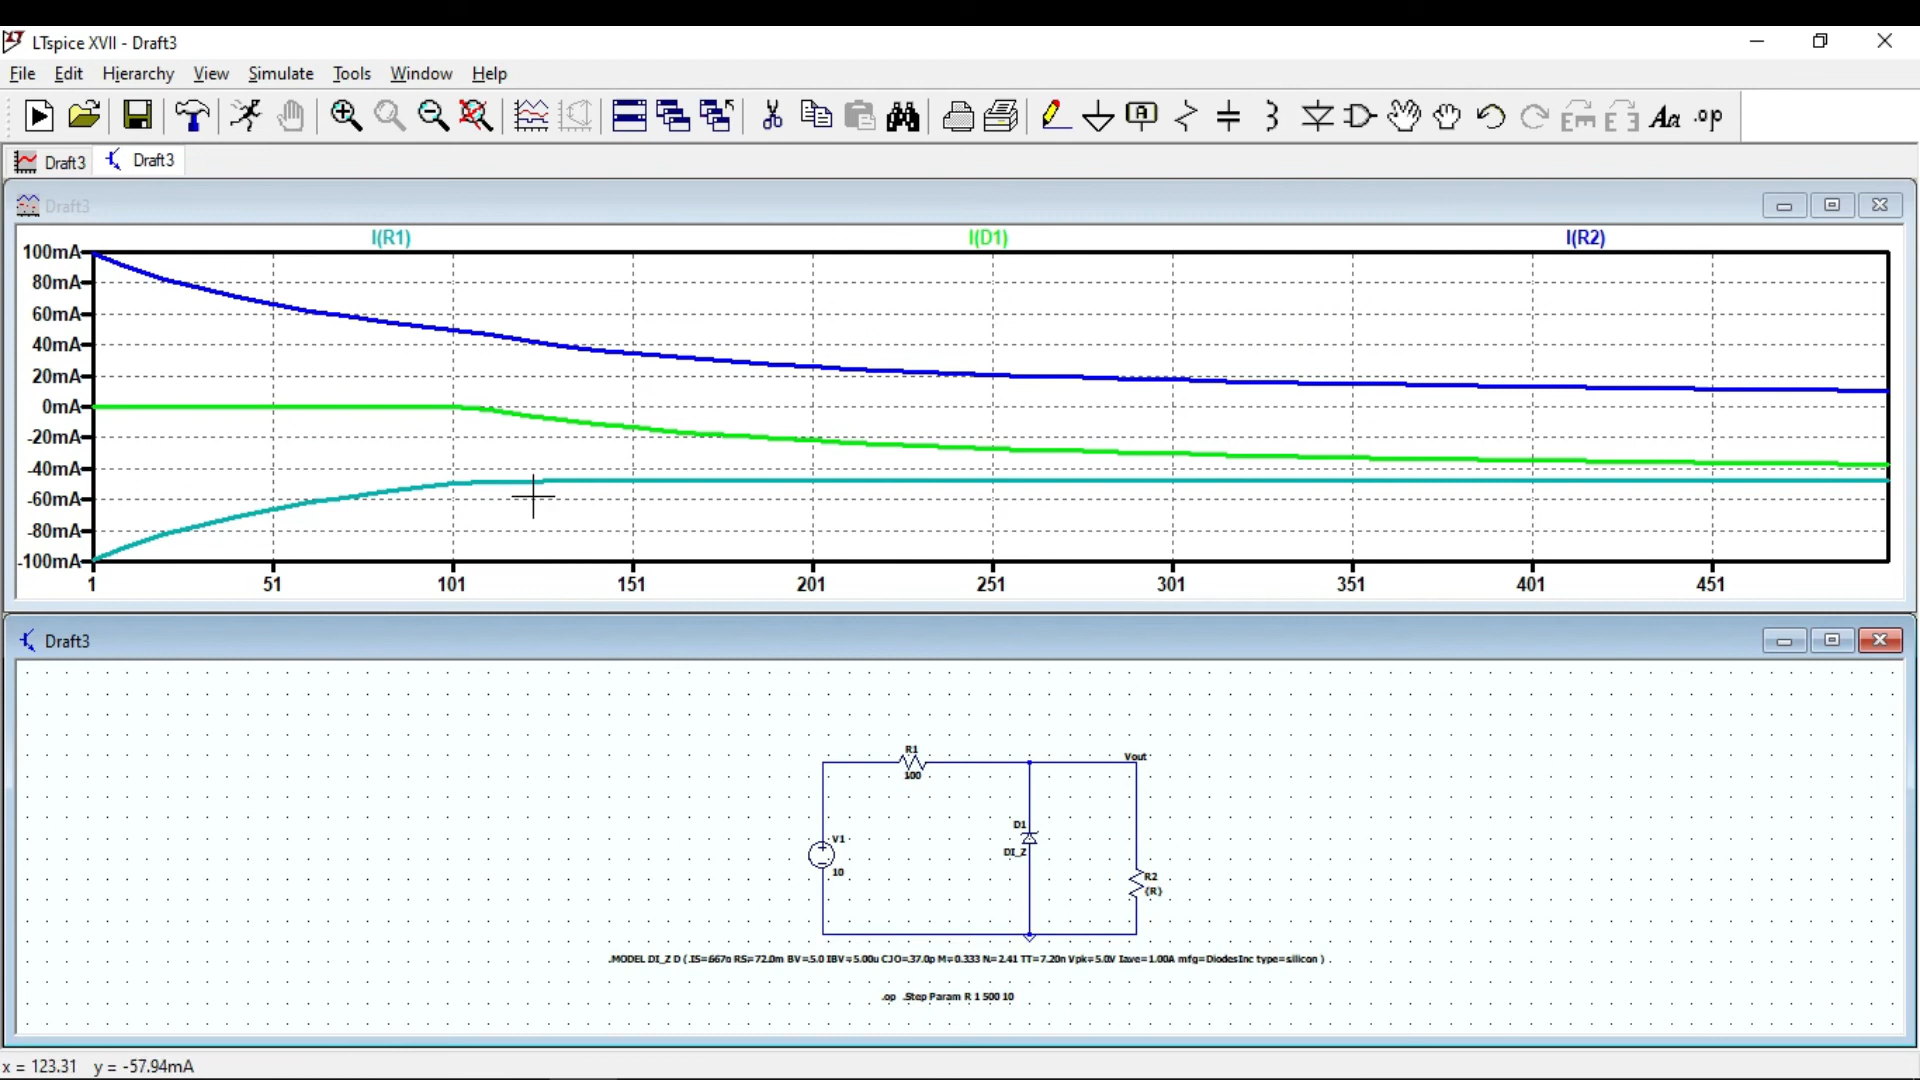 LTspice XVII - Draft3
File Edit Hierarchy View Simulate Tools Window Help
A Aa .op
Draft3 Draft3
Draft3
I(R1) I(D1) I(R2)
100mA
80mA
60mA
40mA
20mA
0mA
-20mA
-40mA
-60mA
-80mA
-100mA
1 51 101 151 201 251 301 351 401 451
Draft3
R1
100
Vout
V1
10
D1
DI_Z
R2
{R}
.MODEL DI_Z D ( IS=667n RS=72.0m BV=5.0 IBV=5.00u CJO=37.0p M=0.333 N=2.41 TT=7.20n Vpk=5.0V Iave=1.00A mfg=DiodesInc type=silicon )
.op .Step Param R 1 500 10
x = 123.31 y = -57.94mA